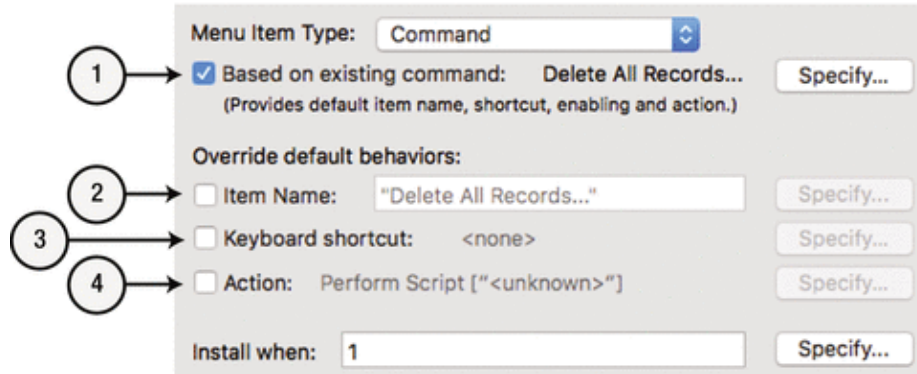 Menu Item Type: Command
1 Based on existing command: Delete All Records... Specify...
(Provides default item name, shortcut, enabling and action.)
Override default behaviors:
2 Item Name: "Delete All Records..." Specify...
3 Keyboard shortcut: <none> Specify...
4 Action: Perform Script [“<unknown>”] Specify...
Install when: 1 Specify...